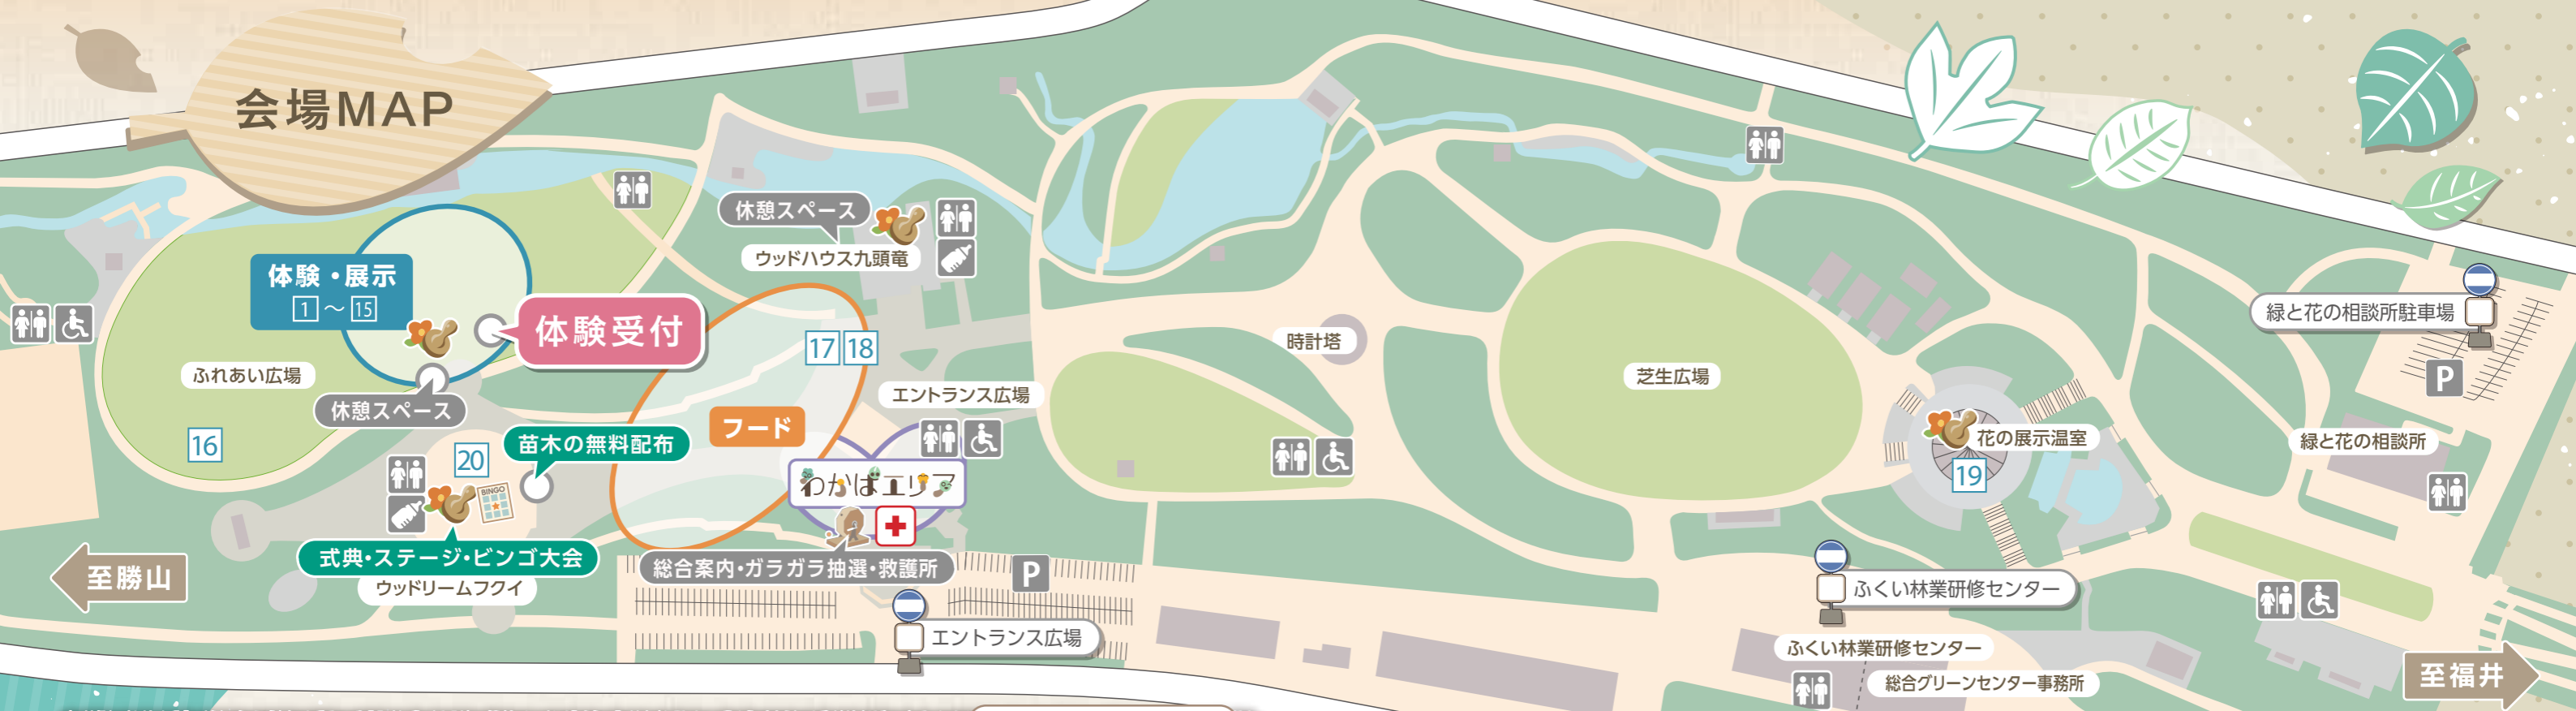 会場MAP
休憩スペース
ウッドハウス九頭竜
体験・展示
1～15
体験受付
ふれあい広場
休憩スペース
16
17 18
エントランス広場
フード
苗木の無料配布
20
BINGO
わかばエリア
式典・ステージ・ビンゴ大会
ウッドリームフクイ
総合案内・ガラガラ抽選・救護所
P
至勝山
エントランス広場
時計塔
芝生広場
花の展示温室
19
緑と花の相談所駐車場
P
緑と花の相談所
ふくい林業研修センター
ふくい林業研修センター
総合グリーンセンター事務所
至福井